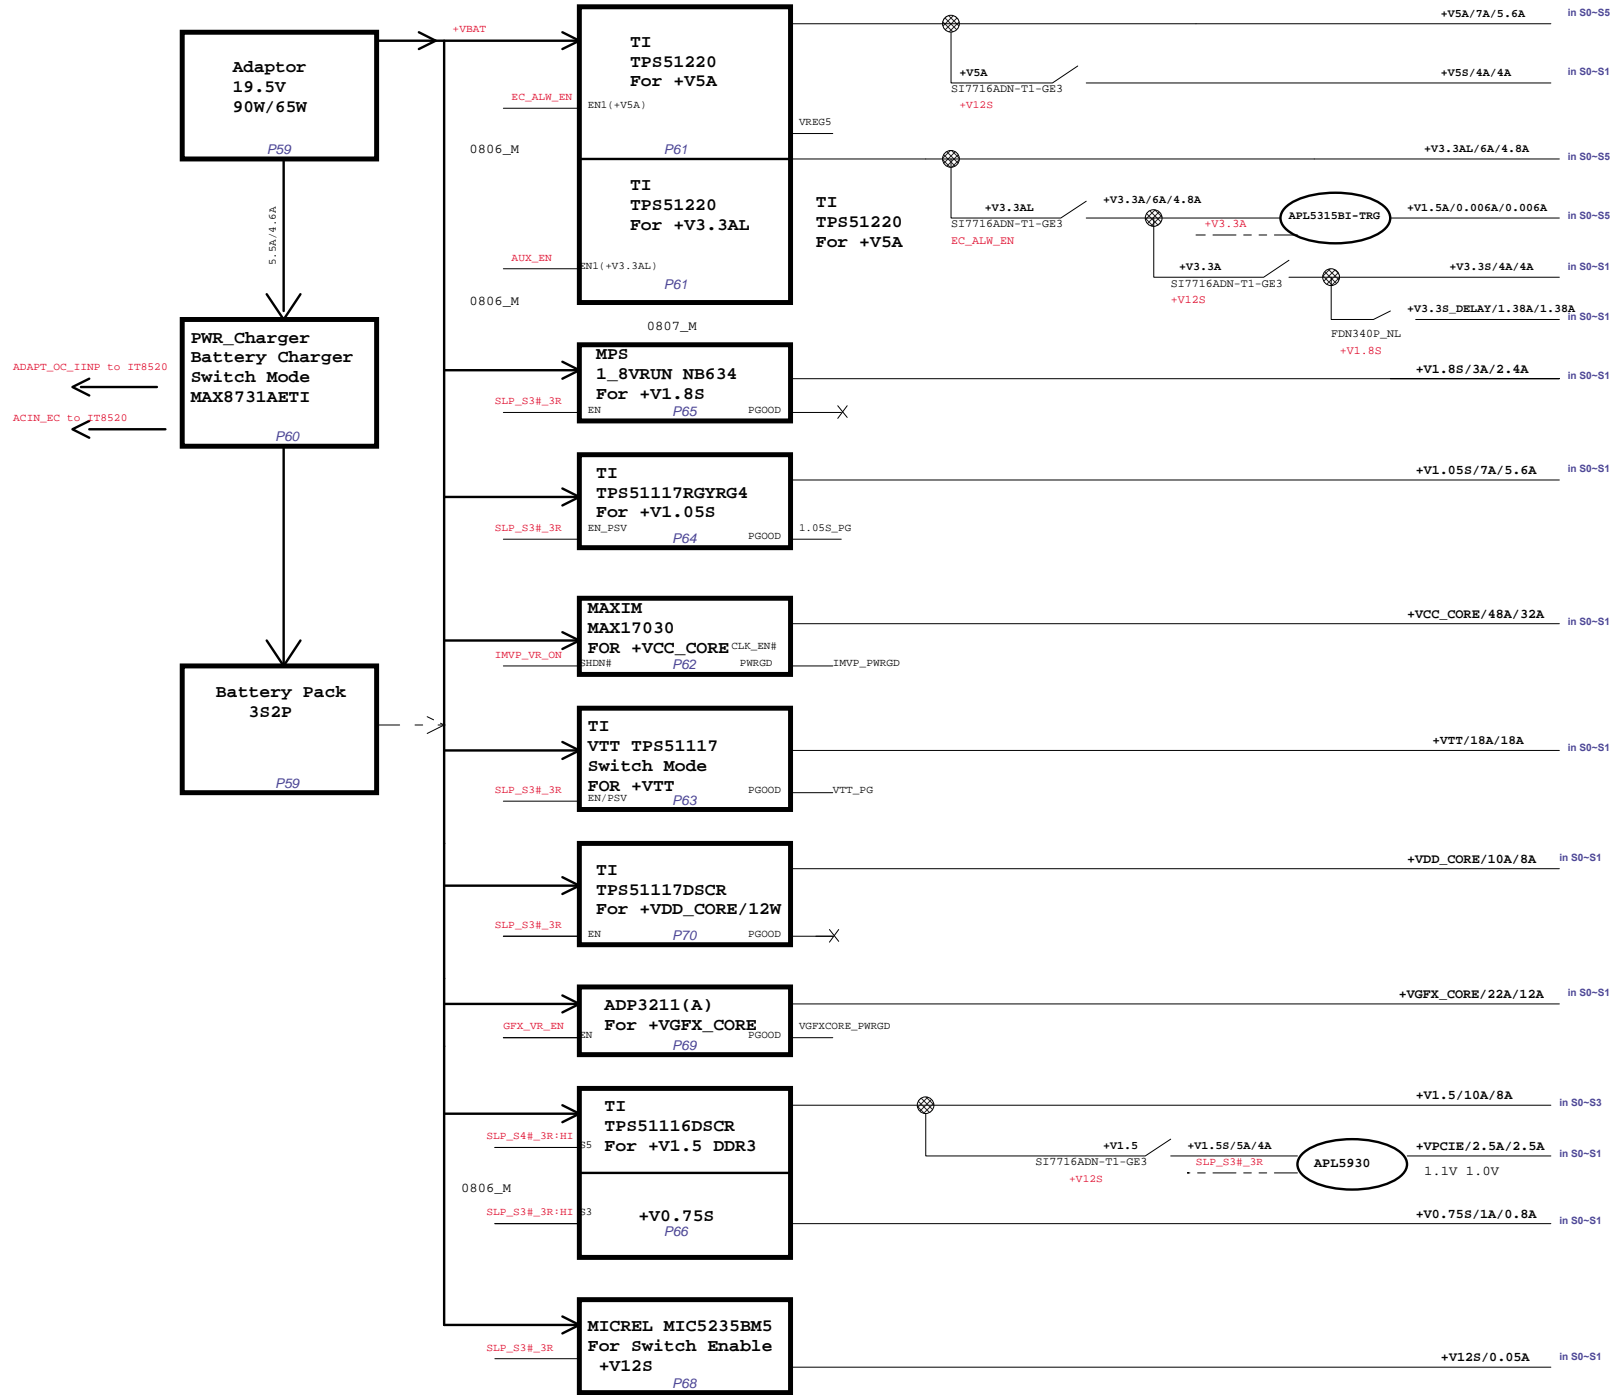 Adaptor
19.5V
90W/65W
P59
5.5A/4.6A
PWR_Charger
Battery Charger
Switch Mode
MAX8731AETI
P60
ADAPT_OC_IINP to IT8520
ACIN_EC to IT8520
Battery Pack
3S2P
P59
+VBAT
TI
TPS51220
For +V5A
EC_ALW_EN
EN1(+V5A)
VREG5
0806_M
P61
TI
TPS51220
For +V3.3AL
AUX_EN
EN1(+V3.3AL)
P61
0806_M
0807_M
TI
TPS51220
For +V5A
+V5A/7A/5.6A
in S0~S5
+V5A
SI7716ADN-T1-GE3
+V12S
+V5S/4A/4A
in S0~S1
+V3.3AL/6A/4.8A
in S0~S5
+V3.3AL
SI7716ADN-T1-GE3
EC_ALW_EN
+V3.3A/6A/4.8A
+V3.3A
APL5315BI-TRG
+V1.5A/0.006A/0.006A
in S0~S5
+V3.3A
SI7716ADN-T1-GE3
+V12S
+V3.3S/4A/4A
in S0~S1
+V3.3S_DELAY/1.38A/1.38A
in S0~S1
FDN340P_NL
+V1.8S
MPS
1_8VRUN NB634
For +V1.8S
SLP_S3#_3R
EN
P65
PGOOD
+V1.8S/3A/2.4A
in S0~S1
TI
TPS51117RGYRG4
For +V1.05S
SLP_S3#_3R
EN_PSV
P64
PGOOD
1.05S_PG
+V1.05S/7A/5.6A
in S0~S1
MAXIM
MAX17030
FOR +VCC_CORE
CLK_EN#
IMVP_VR_ON
SHDN#
P62
PWRGD
IMVP_PWRGD
+VCC_CORE/48A/32A
in S0~S1
TI
VTT TPS51117
Switch Mode
FOR +VTT
SLP_S3#_3R
EN/PSV
P63
PGOOD
VTT_PG
+VTT/18A/18A
in S0~S1
TI
TPS51117DSCR
For +VDD_CORE/12W
SLP_S3#_3R
EN
P70
PGOOD
+VDD_CORE/10A/8A
in S0~S1
ADP3211(A)
For +VGFX_CORE
GFX_VR_EN
EN
P69
PGOOD
VGFXCORE_PWRGD
+VGFX_CORE/22A/12A
in S0~S1
TI
TPS51116DSCR
For +V1.5 DDR3
SLP_S4#_3R:HI
S5
0806_M
SLP_S3#_3R:HI
S3
+V0.75S
P66
+V1.5/10A/8A
in S0~S3
+V1.5
SI7716ADN-T1-GE3
+V12S
+V1.5S/5A/4A
SLP_S3#_3R
APL5930
+VPCIE/2.5A/2.5A
in S0~S1
1.1V 1.0V
+V0.75S/1A/0.8A
in S0~S1
MICREL MIC5235BM5
For Switch Enable
+V12S
SLP_S3#_3R
P68
+V12S/0.05A
in S0~S1